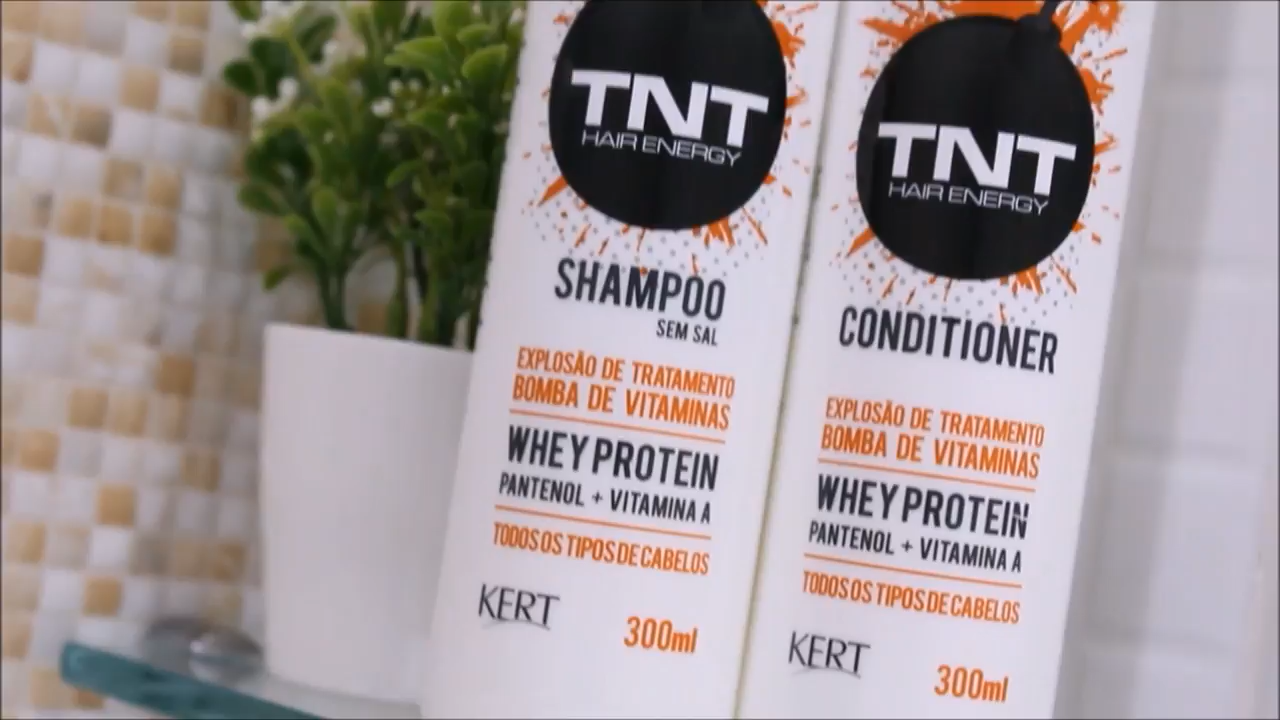 TNT
HAIR ENERGY
SHAMPOO
SEM SAL
EXPLOSÃO DE TRATAMENTO
BOMBA DE VITAMINAS
WHEY PROTEIN
PANTENOL + VITAMINA A
TODOS OS TIPOS DE CABELOS
KERT
300ml
TNT
HAIR ENERGY
CONDITIONER
EXPLOSÃO DE TRATAMENTO
BOMBA DE VITAMINAS
WHEY PROTEIN
PANTENOL + VITAMINA A
TODOS OS TIPOS DE CABELOS
KERT
300ml